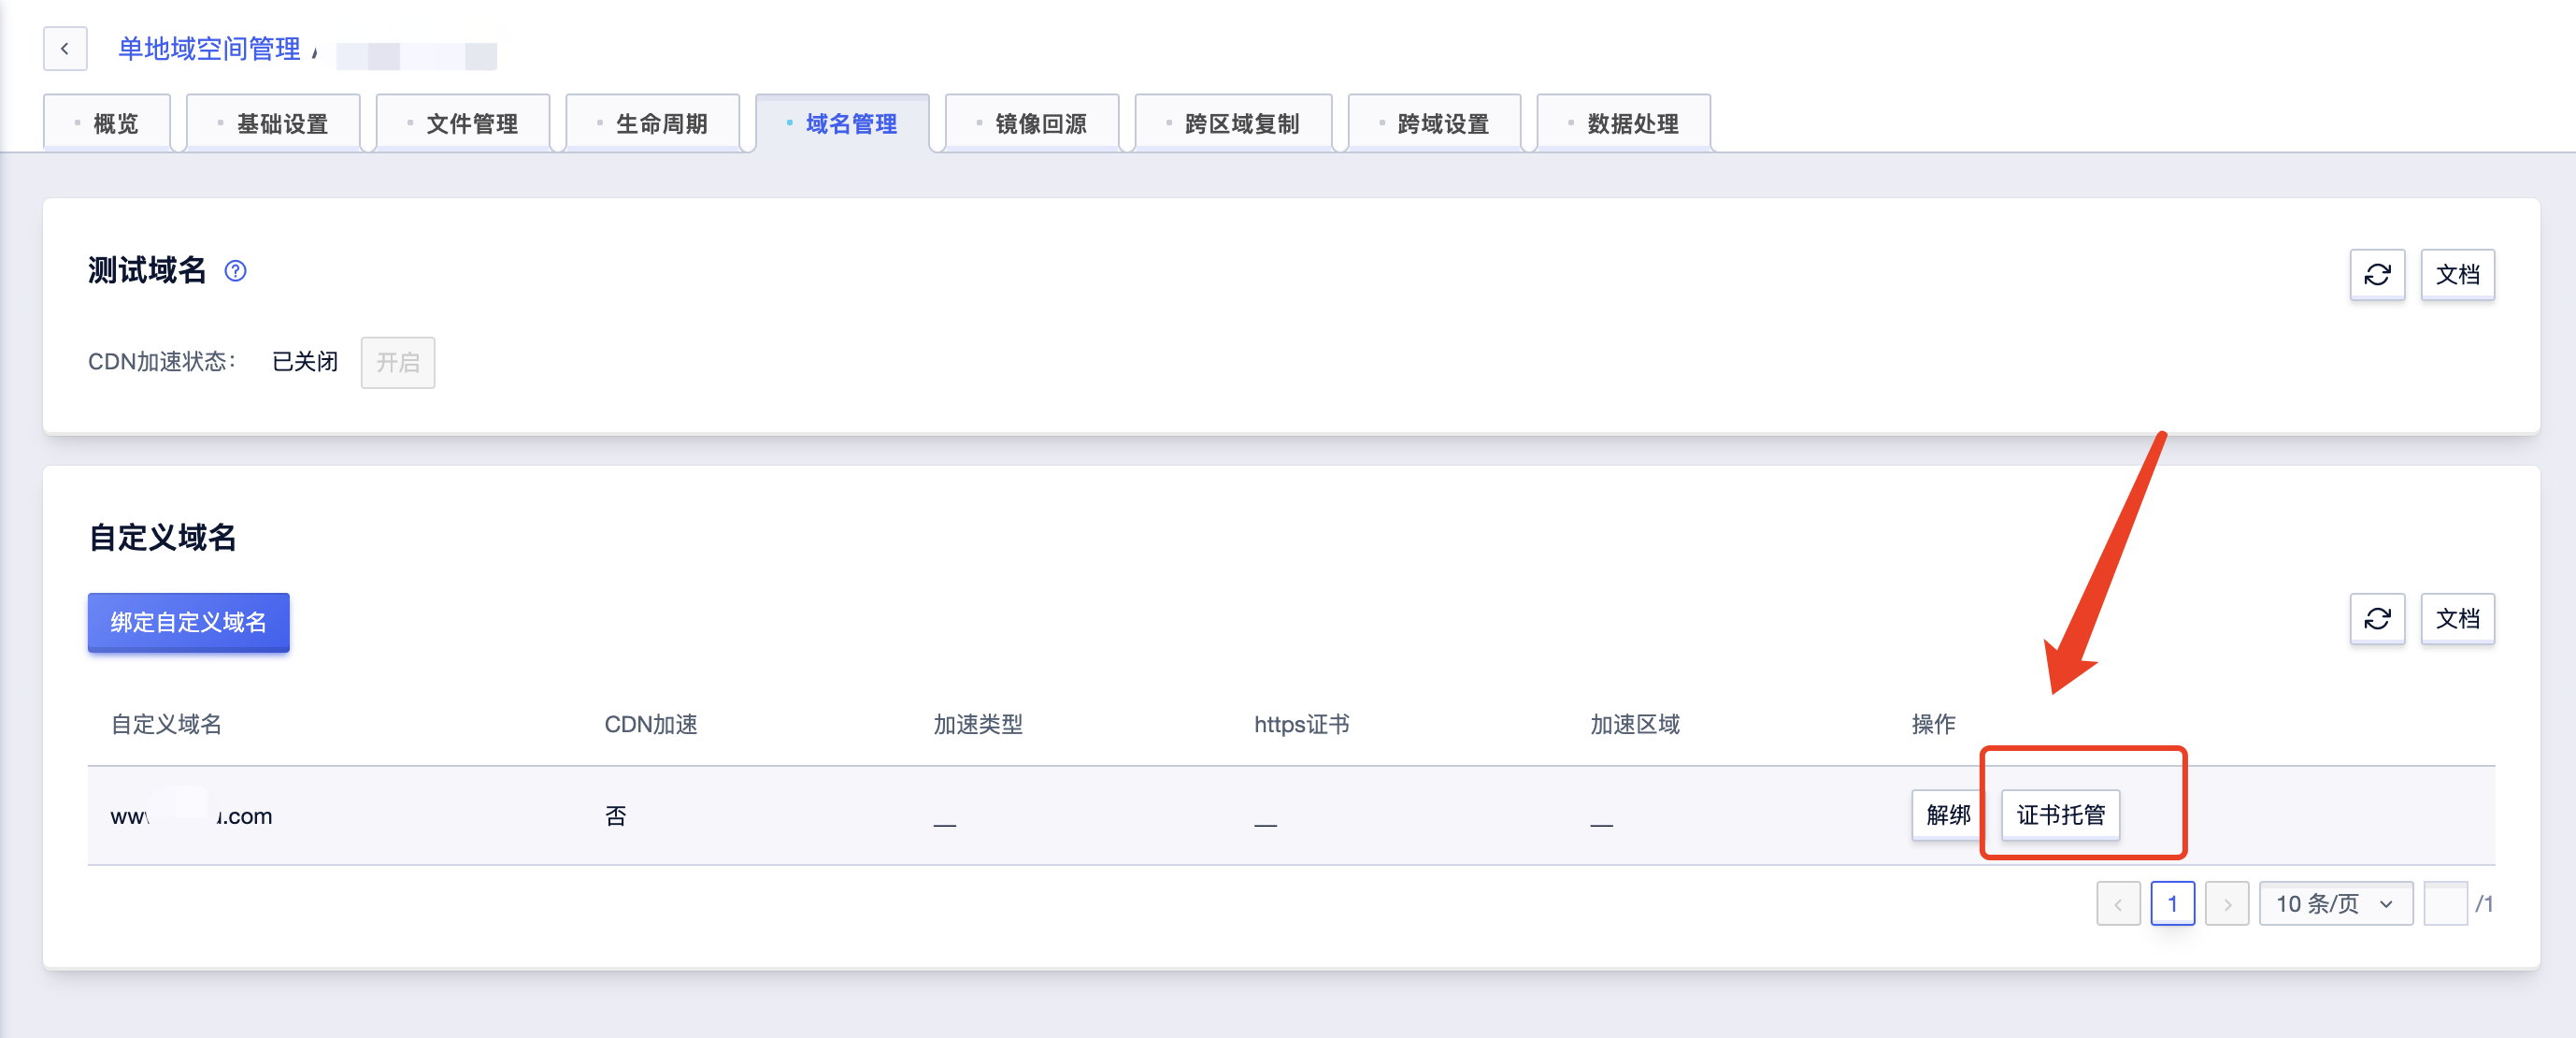 单地域空间管理 /
概览 基础设置 文件管理 生命周期 域名管理 镜像回源 跨区域复制 跨域设置 数据处理
测试域名 ?
文档
CDN加速状态: 已关闭 开启
自定义域名
绑定自定义域名
文档
自定义域名 CDN加速 加速类型 https证书 加速区域 操作
www .com 否 — — — 解绑 证书托管
< 1 > 10 条/页 /1